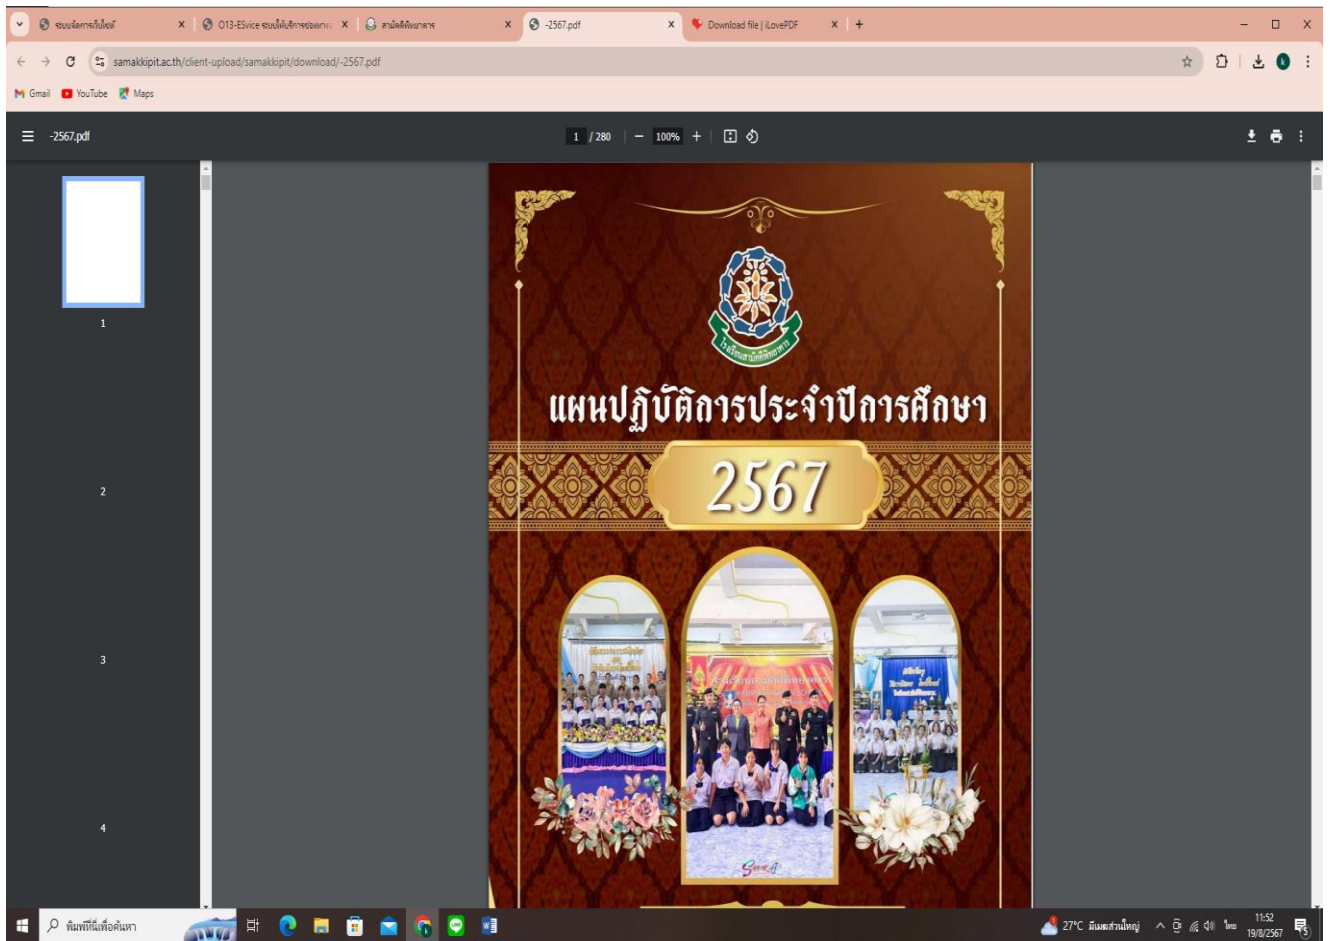 ระบบจัดการเว็บไซต์
O13-ESvice ระบบให้บริการช่องทาง
สามัคคีพิทยาคาร
-2567.pdf
Download file | iLovePDF
samakkipit.ac.th/client-upload/samakkipit/download/-2567.pdf
Gmail
YouTube
Maps
-2567.pdf
1 / 280
100%
โรงเรียนสามัคคีพิทยาคาร
แผนปฏิบัติการประจำปีการศึกษา
2567
1
2
3
4
พิมพ์ที่นี่เพื่อค้นหา
27°C มีเมฆส่วนใหญ่
ไทย
11:52
19/8/2567
5